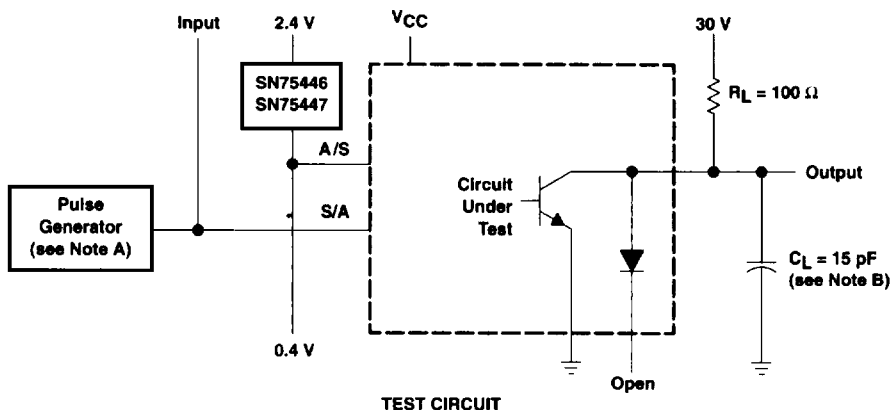 Input
2.4 V
VCC
30 V
SN75446
SN75447
RL = 100 Ω
A/S
Output
Pulse
Generator
(see Note A)
S/A
Circuit
Under
Test
CL = 15 pF
(see Note B)
0.4 V
Open
TEST CIRCUIT